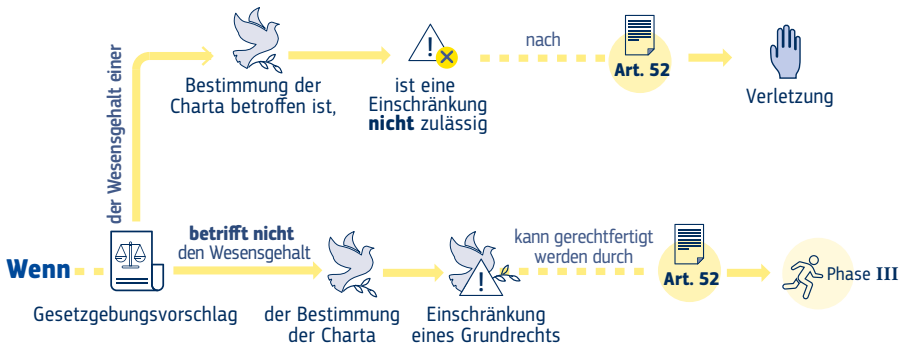 der Wesensgehalt einer
Bestimmung der
Charta betroffen ist,
ist eine
Einschränkung
nicht zulässig
nach
Art. 52
Verletzung
Wenn
Gesetzgebungsvorschlag
betrifft nicht
den Wesensgehalt
der Bestimmung
der Charta
Einschränkung
eines Grundrechts
kann gerechtfertigt
werden durch
Art. 52
Phase III